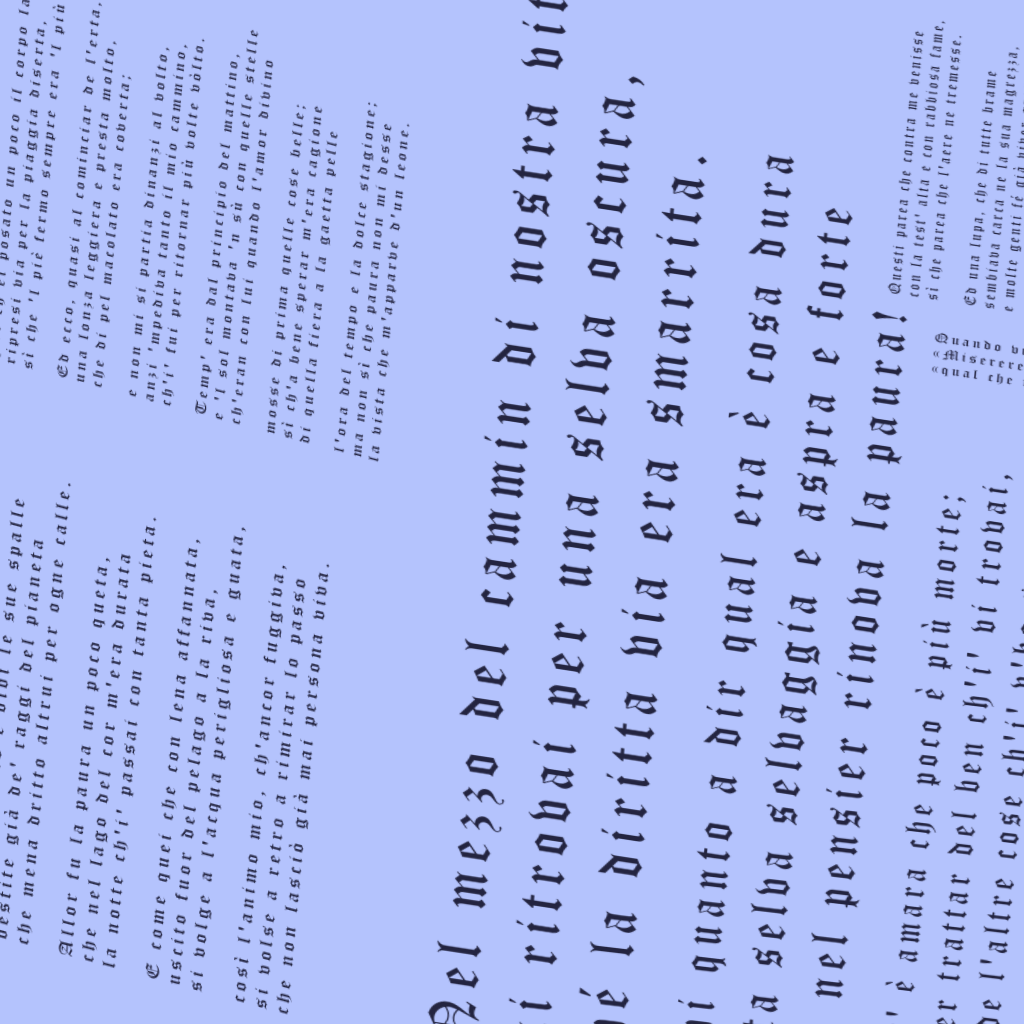 Nel mezzo del cammin di nostra vit
i ritrovai per una selva oscura,
é la diritta via era smarrita.
i quanto a dir qual era è cosa dura
ta selva selvaggia e aspra e forte
nel pensier rinova la paura!
' è amara che poco è più morte;
er trattar del ben ch'i' vi trovai,
de l'altre cose ch'i'
vidi le sue spalle
vestite già de' raggi del pianeta
che mena dritto altrui per ogne calle.
Allor fu la paura un poco queta,
che nel lago del cor m'era durata
la notte ch'i' passai con tanta pieta.
E come quei che con lena affannata,
uscito fuor del pelago a la riva,
si volge a l'acqua perigliosa e guata,
così l'animo mio, ch'ancor fuggiva,
si volse a retro a rimirar lo passo
che non lasciò già mai persona viva.
èi posato un poco il corpo la
ripresi via per la piaggia diserta,
sì che 'l piè fermo sempre era 'l più
Ed ecco, quasi al cominciar de l'erta,
una lonza leggiera e presta molto,
che di pel macolato era coverta;
e non mi si partia dinanzi al volto,
anzi 'mpediva tanto il mio cammino,
ch'i' fui per ritornar più volte vòlto.
Temp' era dal principio del mattino,
e 'l sol montava 'n sù con quelle stelle
ch'eran con lui quando l'amor divino
mosse di prima quelle cose belle;
sì ch'a bene sperar m'era cagione
di quella fiera a la gaetta pelle
l'ora del tempo e la dolce stagione;
ma non sì che paura non mi desse
la vista che m'apparve d'un leone.
Questi parea che contra me venisse
con la test' alta e con rabbiosa fame,
sì che parea che l'aere ne tremesse.
Ed una lupa, che di tutte brame
sembiava carca ne la sua magrezza,
e molte genti fé già viver
Quando
«Miserere
«qual che